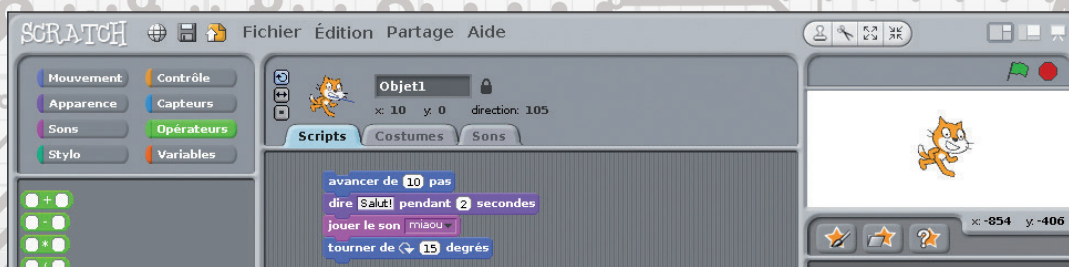 SCRATCH Fichier Édition Partage Aide
Mouvement Contrôle
Apparence Capteurs
Sons Opérateurs
Stylo Variables
Objet1
x: 10 y: 0 direction: 105
Scripts Costumes Sons
avancer de 10 pas
dire Salut! pendant 2 secondes
jouer le son miaou
tourner de 15 degrés
+
-
*
/
x: -854 y: -406